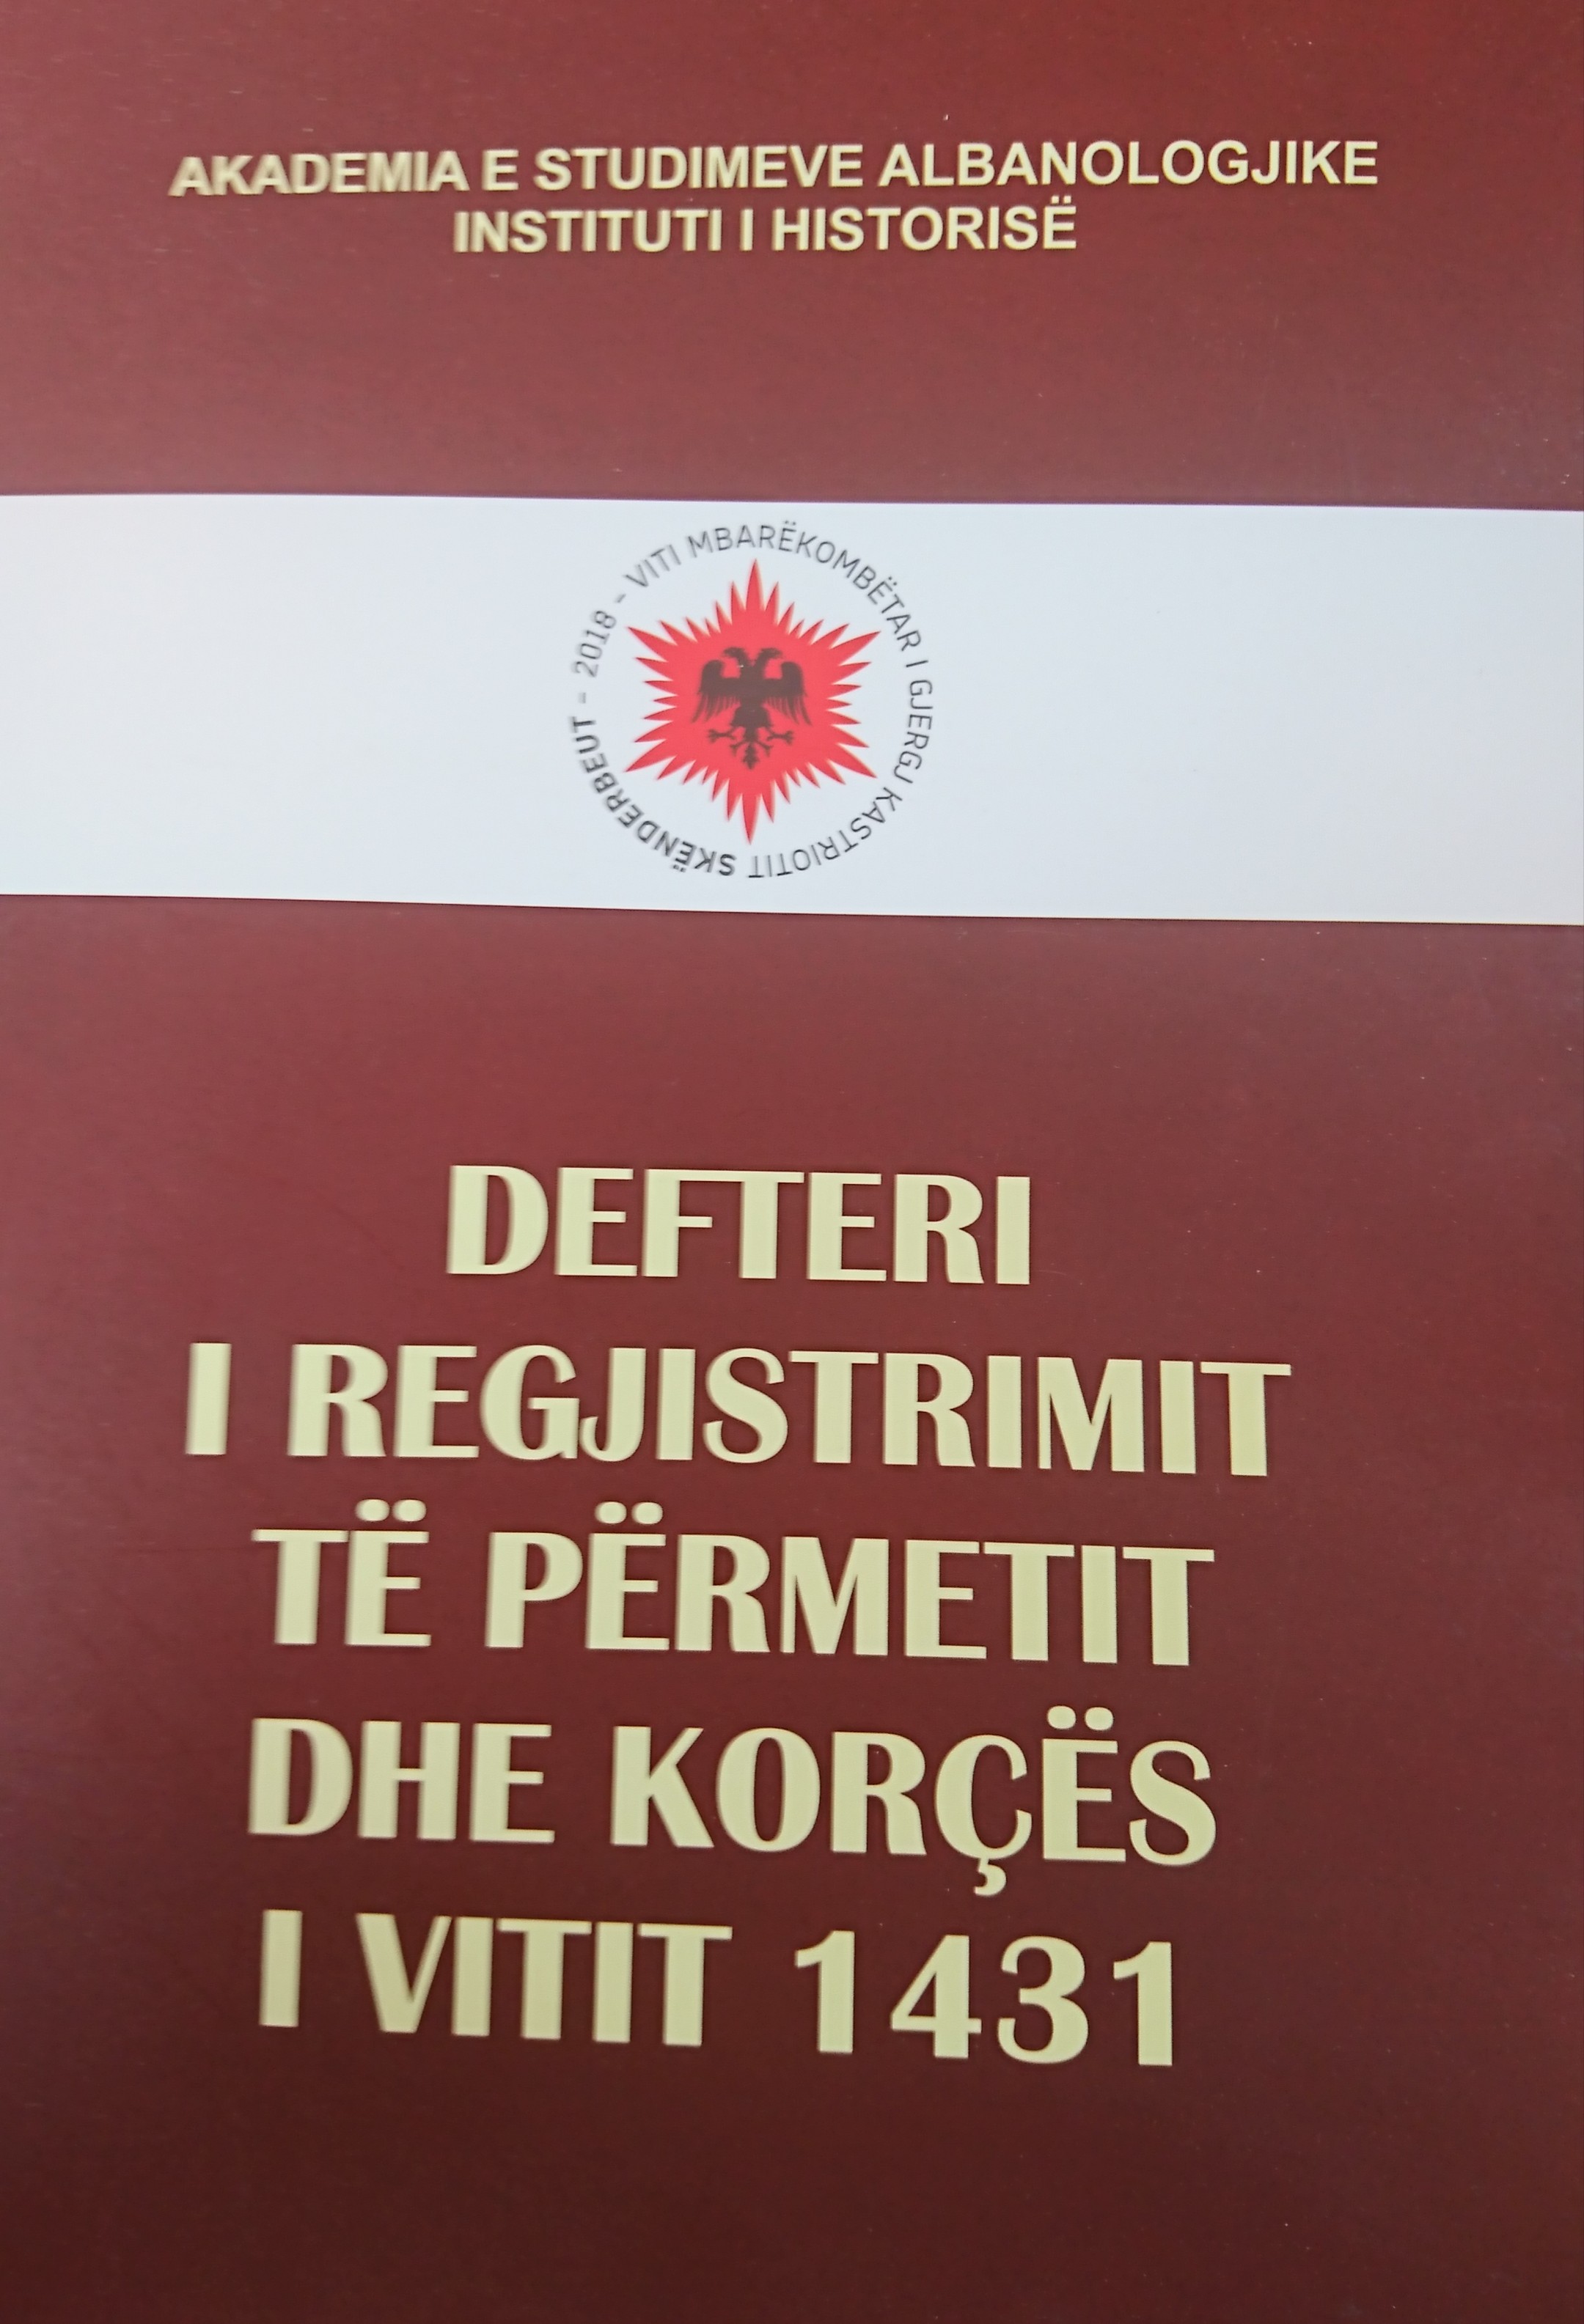 AKADEMIA E STUDIMEVE ALBANOLOGJIKE
INSTITUTI I HISTORISË
2018 - VITI MBARËKOMBËTAR I GJERGJ KASTRIOTIT SKËNDERBEUT -
DEFTERI
I REGJISTRIMIT
TË PËRMETIT
DHE KORÇËS
I VITIT 1431